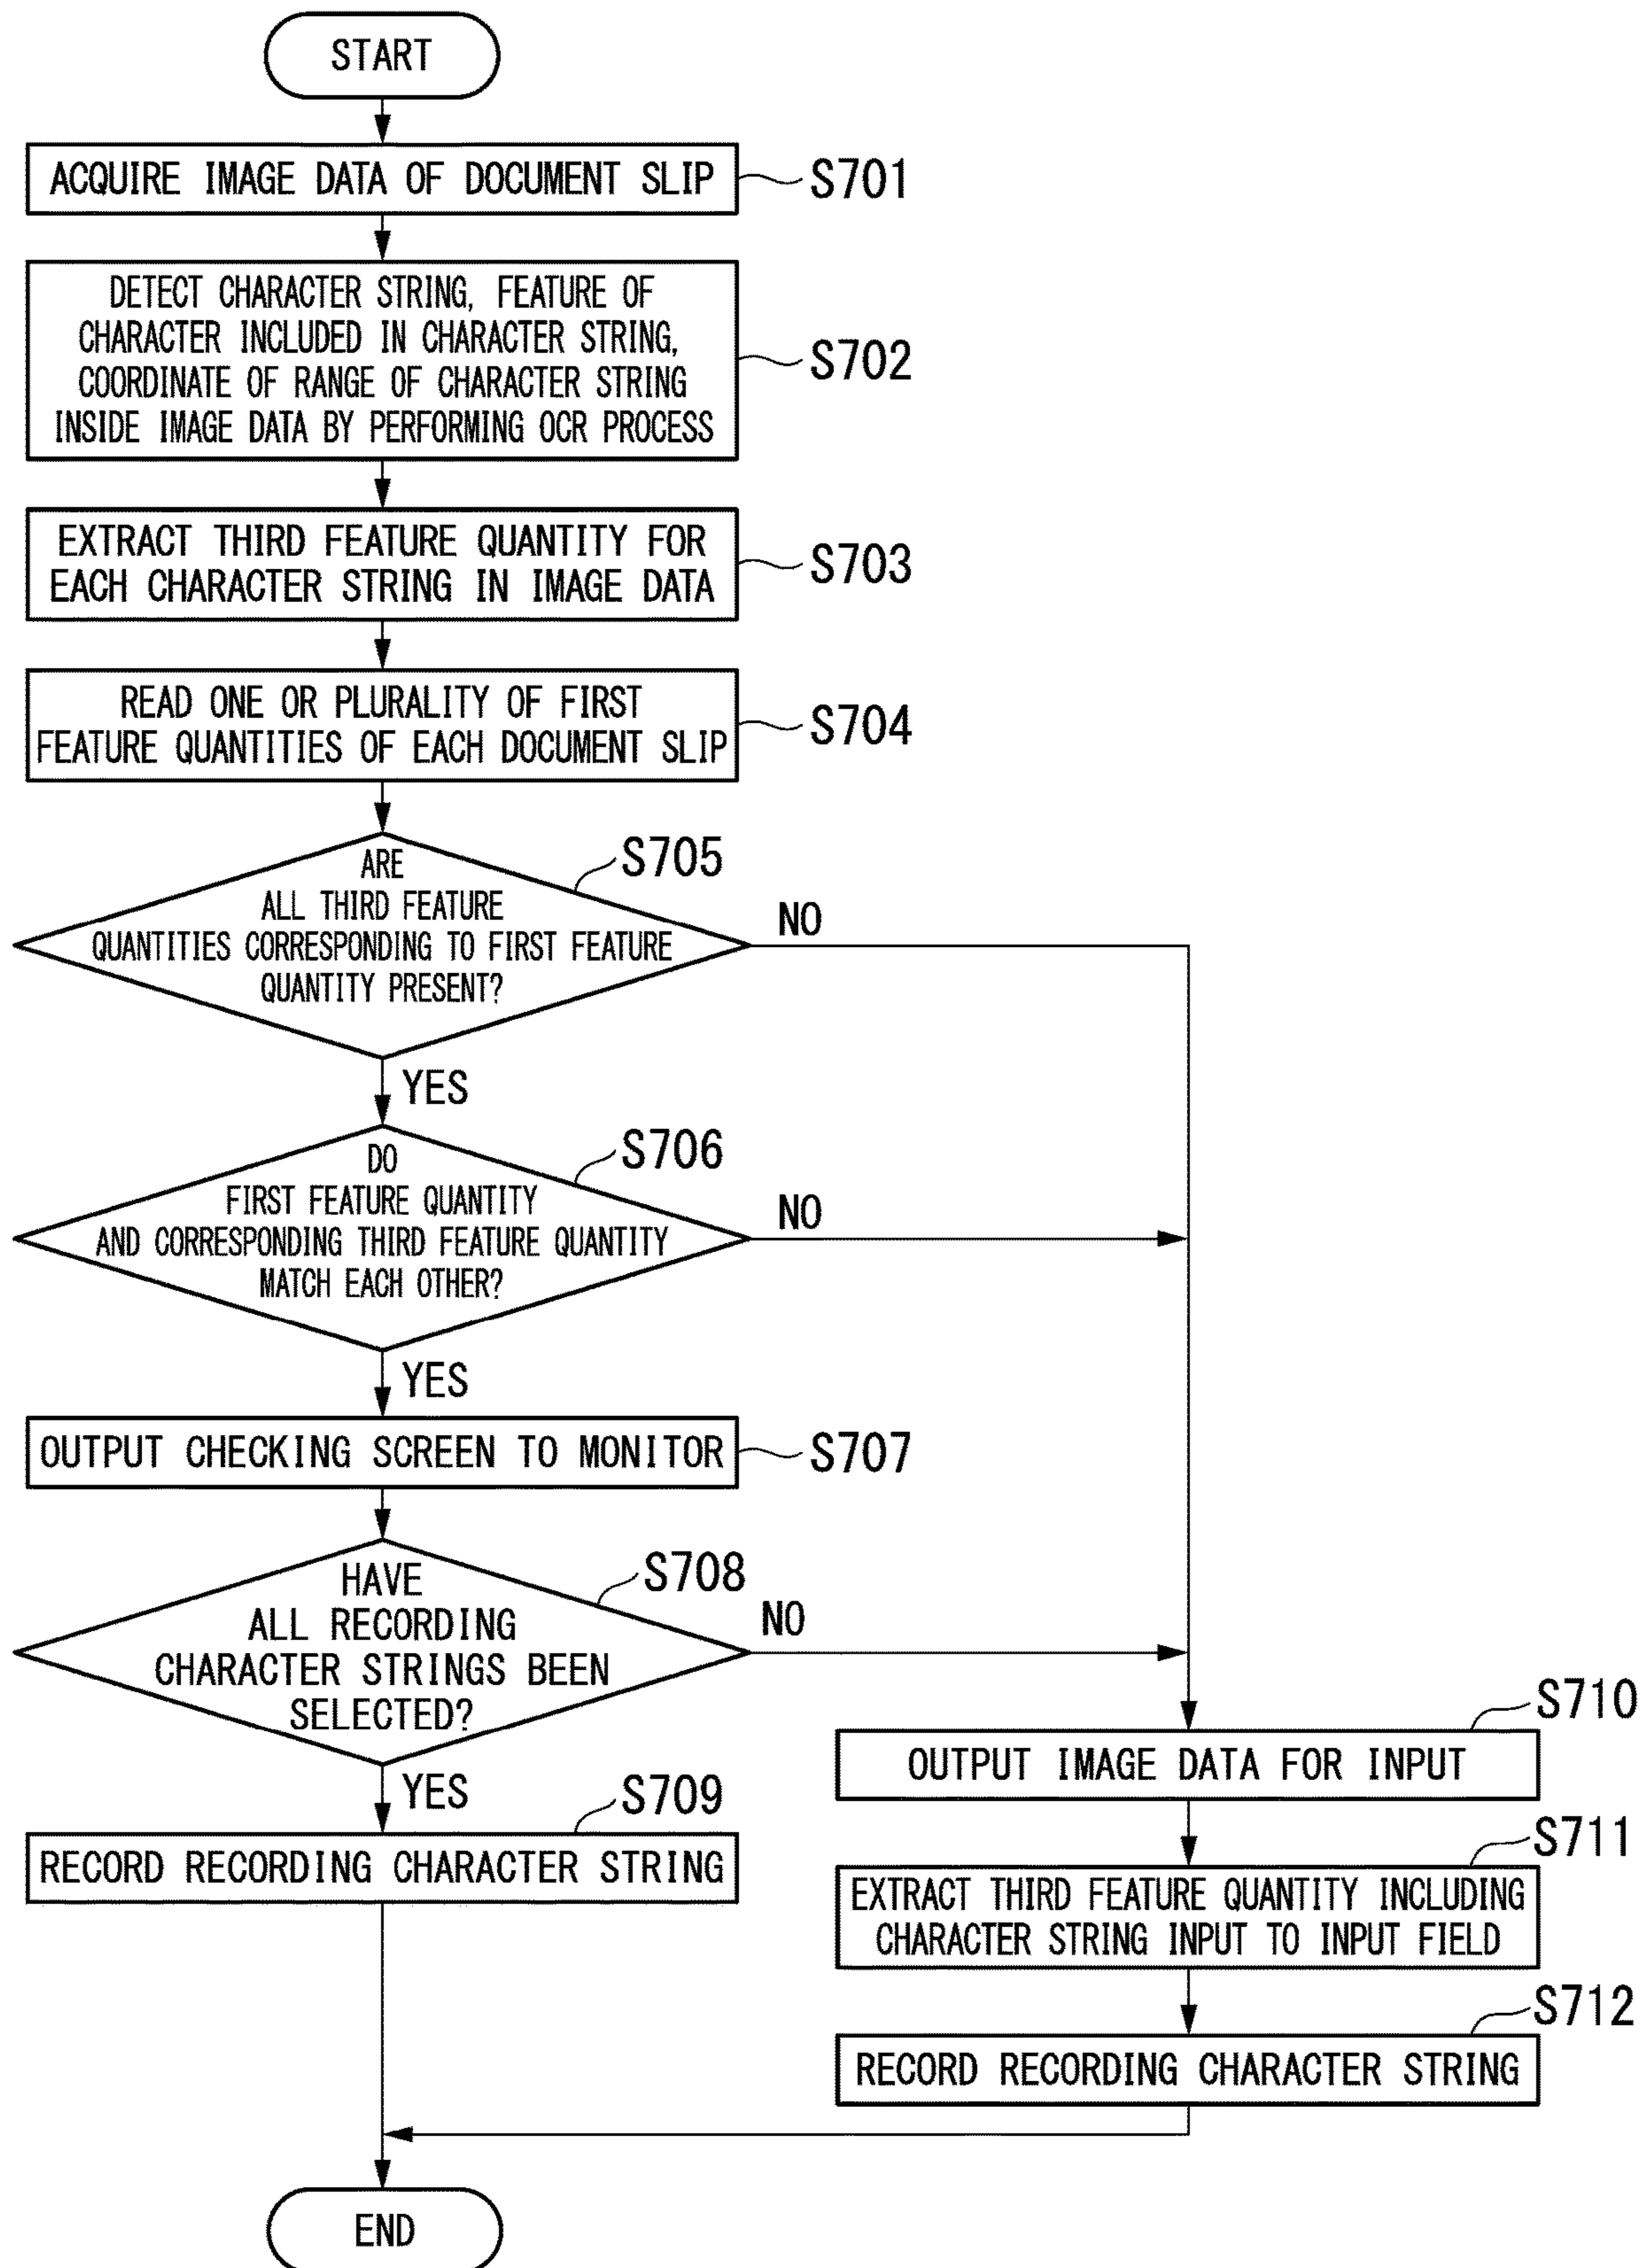 START
ACQUIRE IMAGE DATA OF DOCUMENT SLIP
S701
DETECT CHARACTER STRING, FEATURE OF
CHARACTER INCLUDED IN CHARACTER STRING,
COORDINATE OF RANGE OF CHARACTER STRING
INSIDE IMAGE DATA BY PERFORMING OCR PROCESS
S702
EXTRACT THIRD FEATURE QUANTITY FOR
EACH CHARACTER STRING IN IMAGE DATA
S703
READ ONE OR PLURALITY OF FIRST
FEATURE QUANTITIES OF EACH DOCUMENT SLIP
S704
ARE
ALL THIRD FEATURE
QUANTITIES CORRESPONDING TO FIRST FEATURE
QUANTITY PRESENT?
S705
NO
YES
DO
FIRST FEATURE QUANTITY
AND CORRESPONDING THIRD FEATURE QUANTITY
MATCH EACH OTHER?
S706
NO
YES
OUTPUT CHECKING SCREEN TO MONITOR
S707
HAVE
ALL RECORDING
CHARACTER STRINGS BEEN
SELECTED?
S708
NO
YES
RECORD RECORDING CHARACTER STRING
S709
OUTPUT IMAGE DATA FOR INPUT
S710
EXTRACT THIRD FEATURE QUANTITY INCLUDING
CHARACTER STRING INPUT TO INPUT FIELD
S711
RECORD RECORDING CHARACTER STRING
S712
END